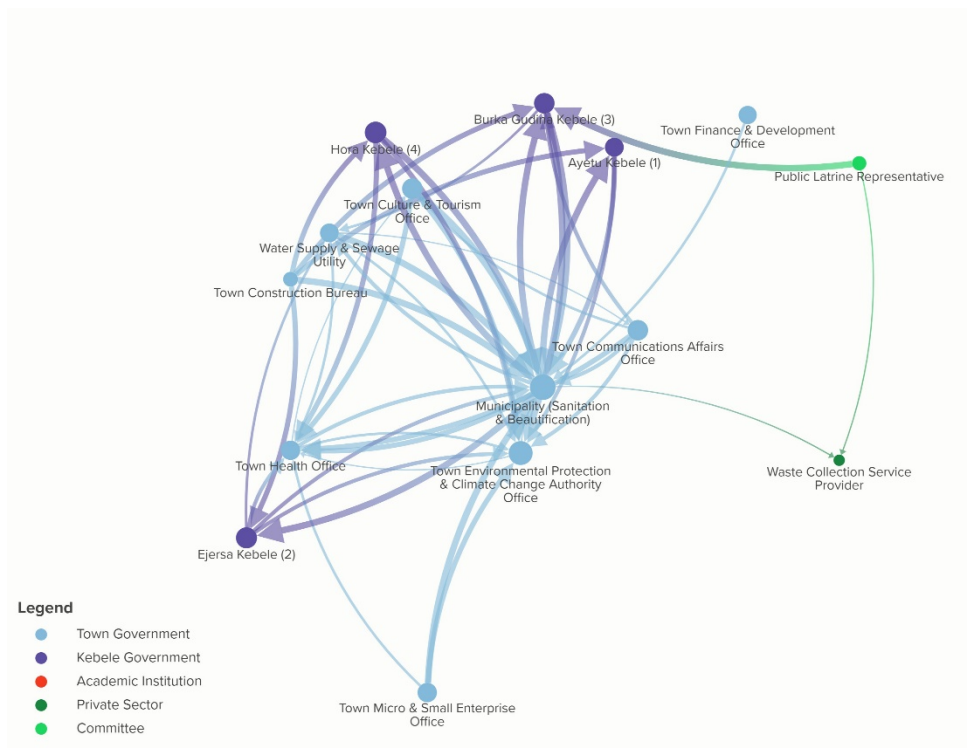 Burka Gudina Kebele (3)
Town Finance & Development
Office
Hora Kebele (4)
Ayetu Kebele (1)
Public Latrine Representative
Town Culture & Tourism
Office
Water Supply & Sewage
Utility
Town Construction Bureau
Town Communications Affairs
Office
Municipality (Sanitation
& Beautification)
Town Health Office
Town Environmental Protection
& Climate Change Authority
Office
Waste Collection Service
Provider
Ejersa Kebele (2)
Town Micro & Small Enterprise
Office
Legend
Town Government
Kebele Government
Academic Institution
Private Sector
Committee